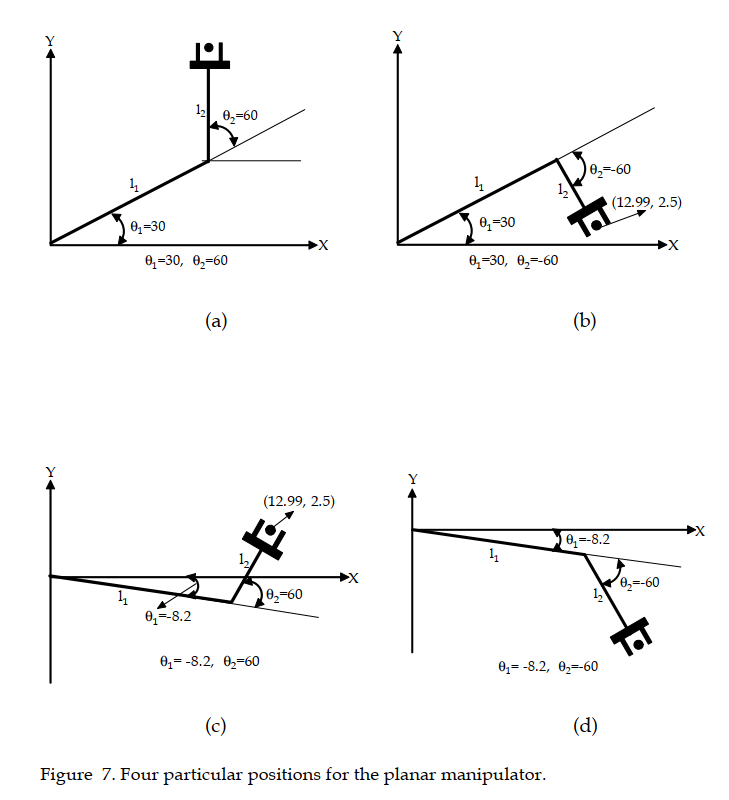 Y
l₂
θ₂=60
l₁
θ₁=30
X
θ₁=30, θ₂=60
(a)
Y
l₁
θ₂=-60
l₂
(12.99, 2.5)
θ₁=30
X
θ₁=30, θ₂=-60
(b)
Y
(12.99, 2.5)
l₂
X
l₁
θ₂=60
θ₁=-8.2
θ₁= -8.2, θ₂=60
(c)
Y
X
θ₁=-8.2
l₁
θ₂=-60
l₂
θ₁= -8.2, θ₂=-60
(d)
Figure 7. Four particular positions for the planar manipulator.